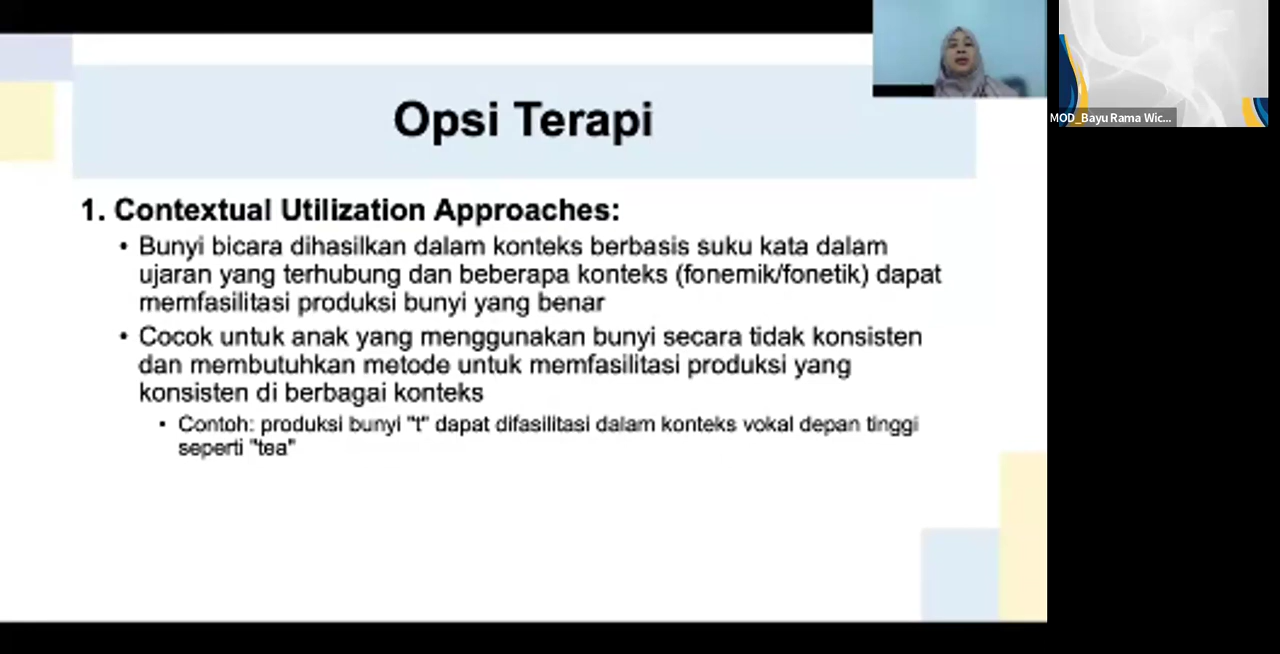 Opsi Terapi
1. Contextual Utilization Approaches:
• Bunyi bicara dihasilkan dalam konteks berbasis suku kata dalam
ujaran yang terhubung dan beberapa konteks (fonemik/fonetik) dapat
memfasilitasi produksi bunyi yang benar
• Cocok untuk anak yang menggunakan bunyi secara tidak konsisten
dan membutuhkan metode untuk memfasilitasi produksi yang
konsisten di berbagai konteks
• Contoh: produksi bunyi "t" dapat difasilitasi dalam konteks vokal depan tinggi
seperti "tea"
MOD_Bayu Rama Wic...